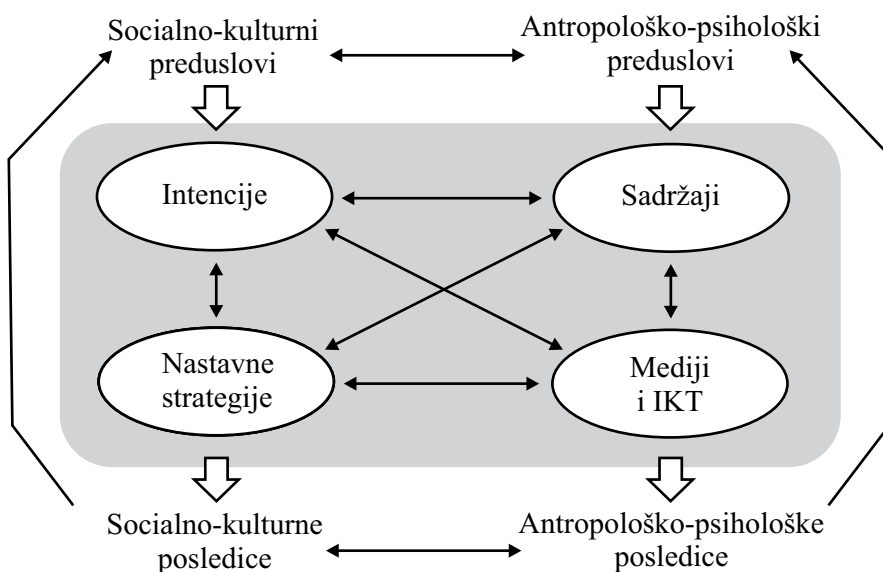 Socialno-kulturni
preduslovi
Antropološko-psihološki
preduslovi
Intencije
Sadržaji
Nastavne
strategije
Mediji
i IKT
Socialno-kulturne
posledice
Antropološko-psihološke
posledice